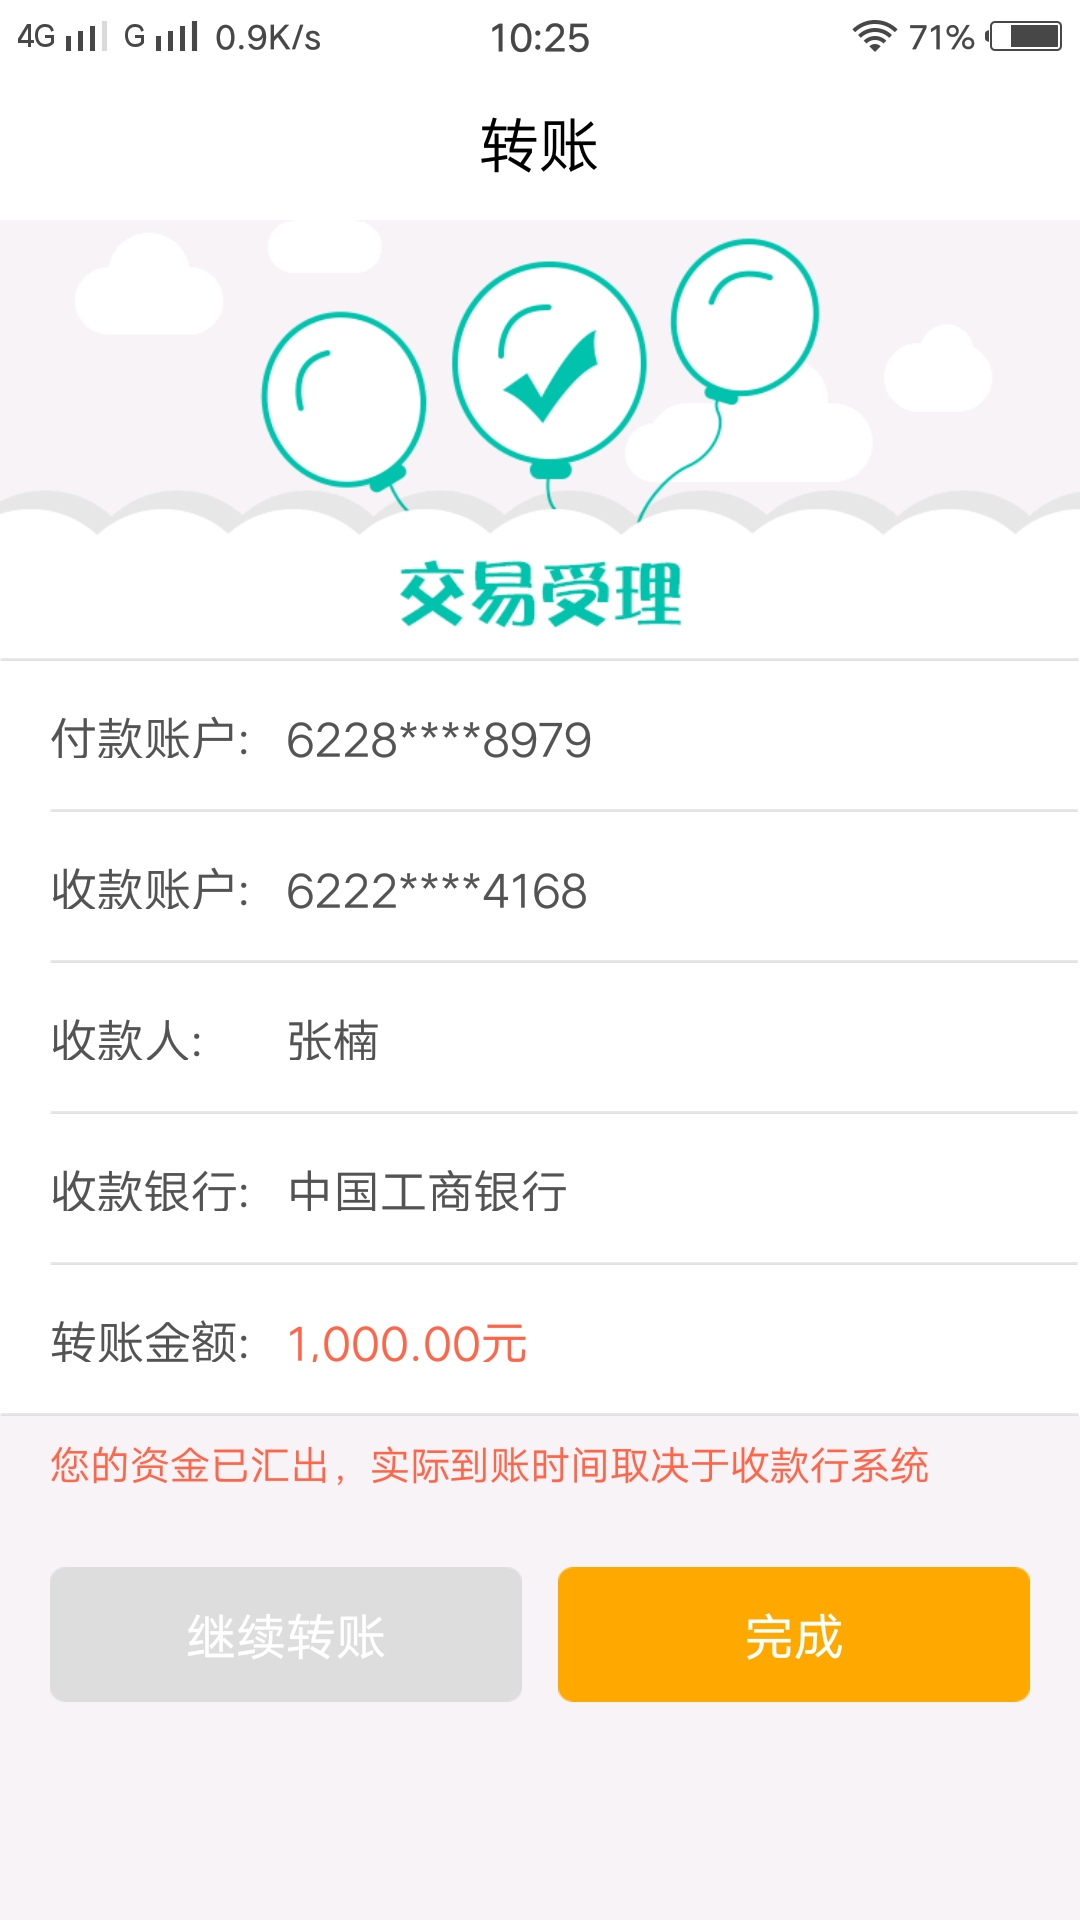 4G G 0.9K/s 10:25 71%
转账
交易受理
付款账户: 6228****8979
收款账户: 6222****4168
收款人: 张楠
收款银行: 中国工商银行
转账金额: 1,000.00元
您的资金已汇出，实际到账时间取决于收款行系统
继续转账 完成